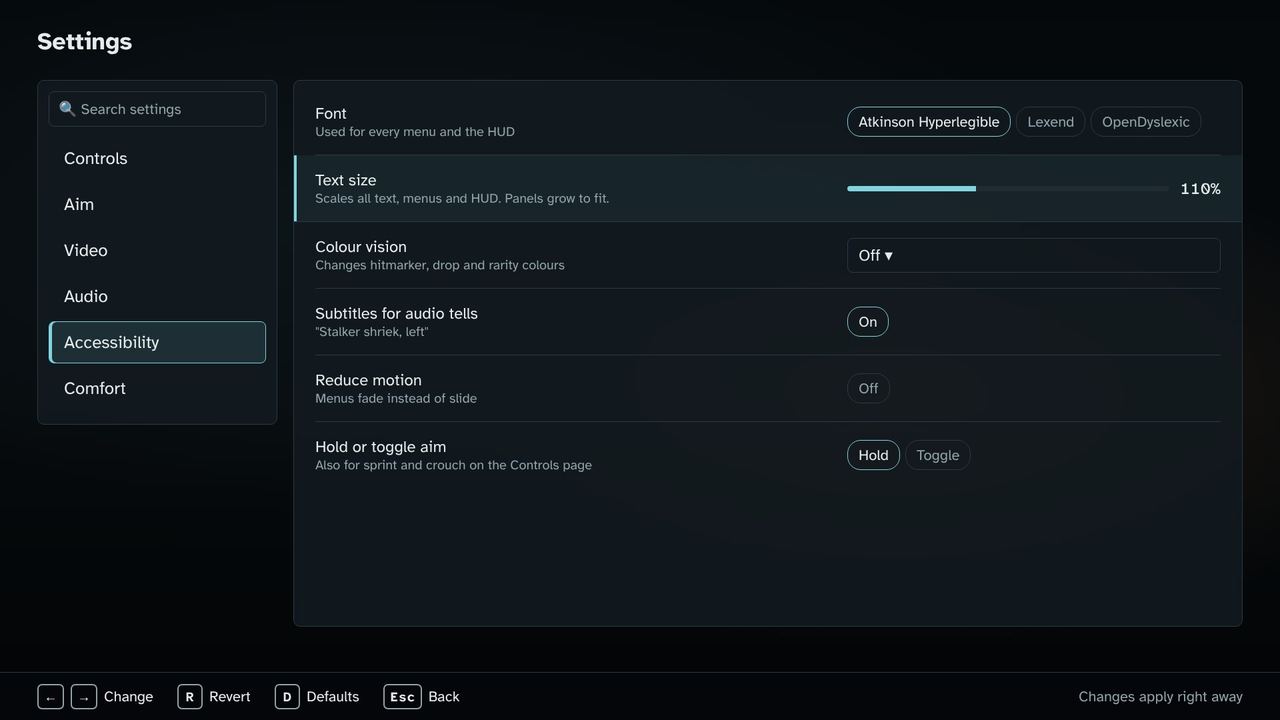 Settings
🔍 Search settings
Controls
Aim
Video
Audio
Accessibility
Comfort
Font
Used for every menu and the HUD
Atkinson Hyperlegible
Lexend
OpenDyslexic
Text size
Scales all text, menus and HUD. Panels grow to fit.
110%
Colour vision
Changes hitmarker, drop and rarity colours
Off ▾
Subtitles for audio tells
"Stalker shriek, left"
On
Reduce motion
Menus fade instead of slide
Off
Hold or toggle aim
Also for sprint and crouch on the Controls page
Hold
Toggle
← → Change
R Revert
D Defaults
Esc Back
Changes apply right away